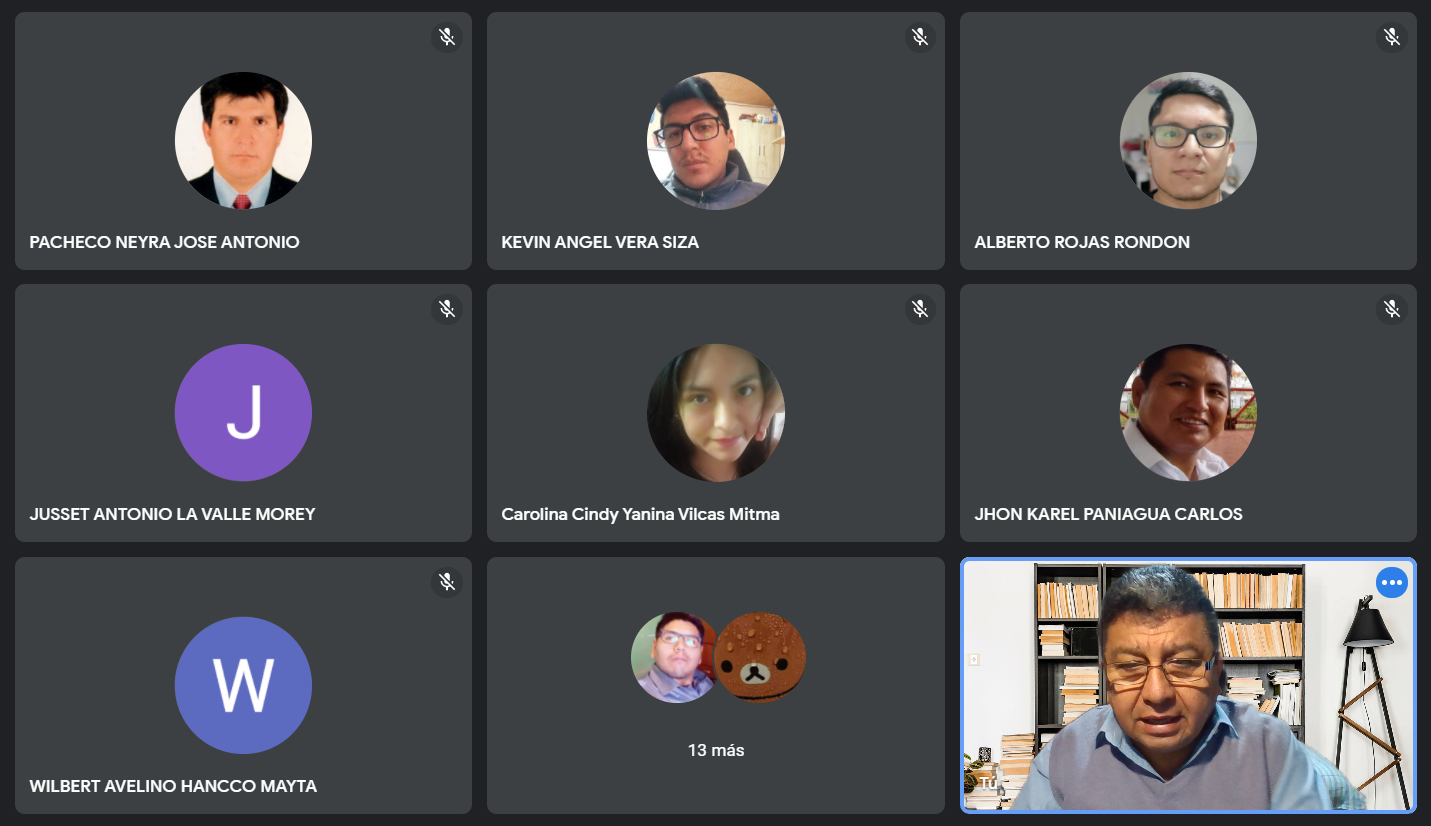 PACHECO NEYRA JOSE ANTONIO
KEVIN ANGEL VERA SIZA
ALBERTO ROJAS RONDON
J
JUSSET ANTONIO LA VALLE MOREY
Carolina Cindy Yanina Vilcas Mitma
JHON KAREL PANIAGUA CARLOS
W
WILBERT AVELINO HANCCO MAYTA
13 más
Tú